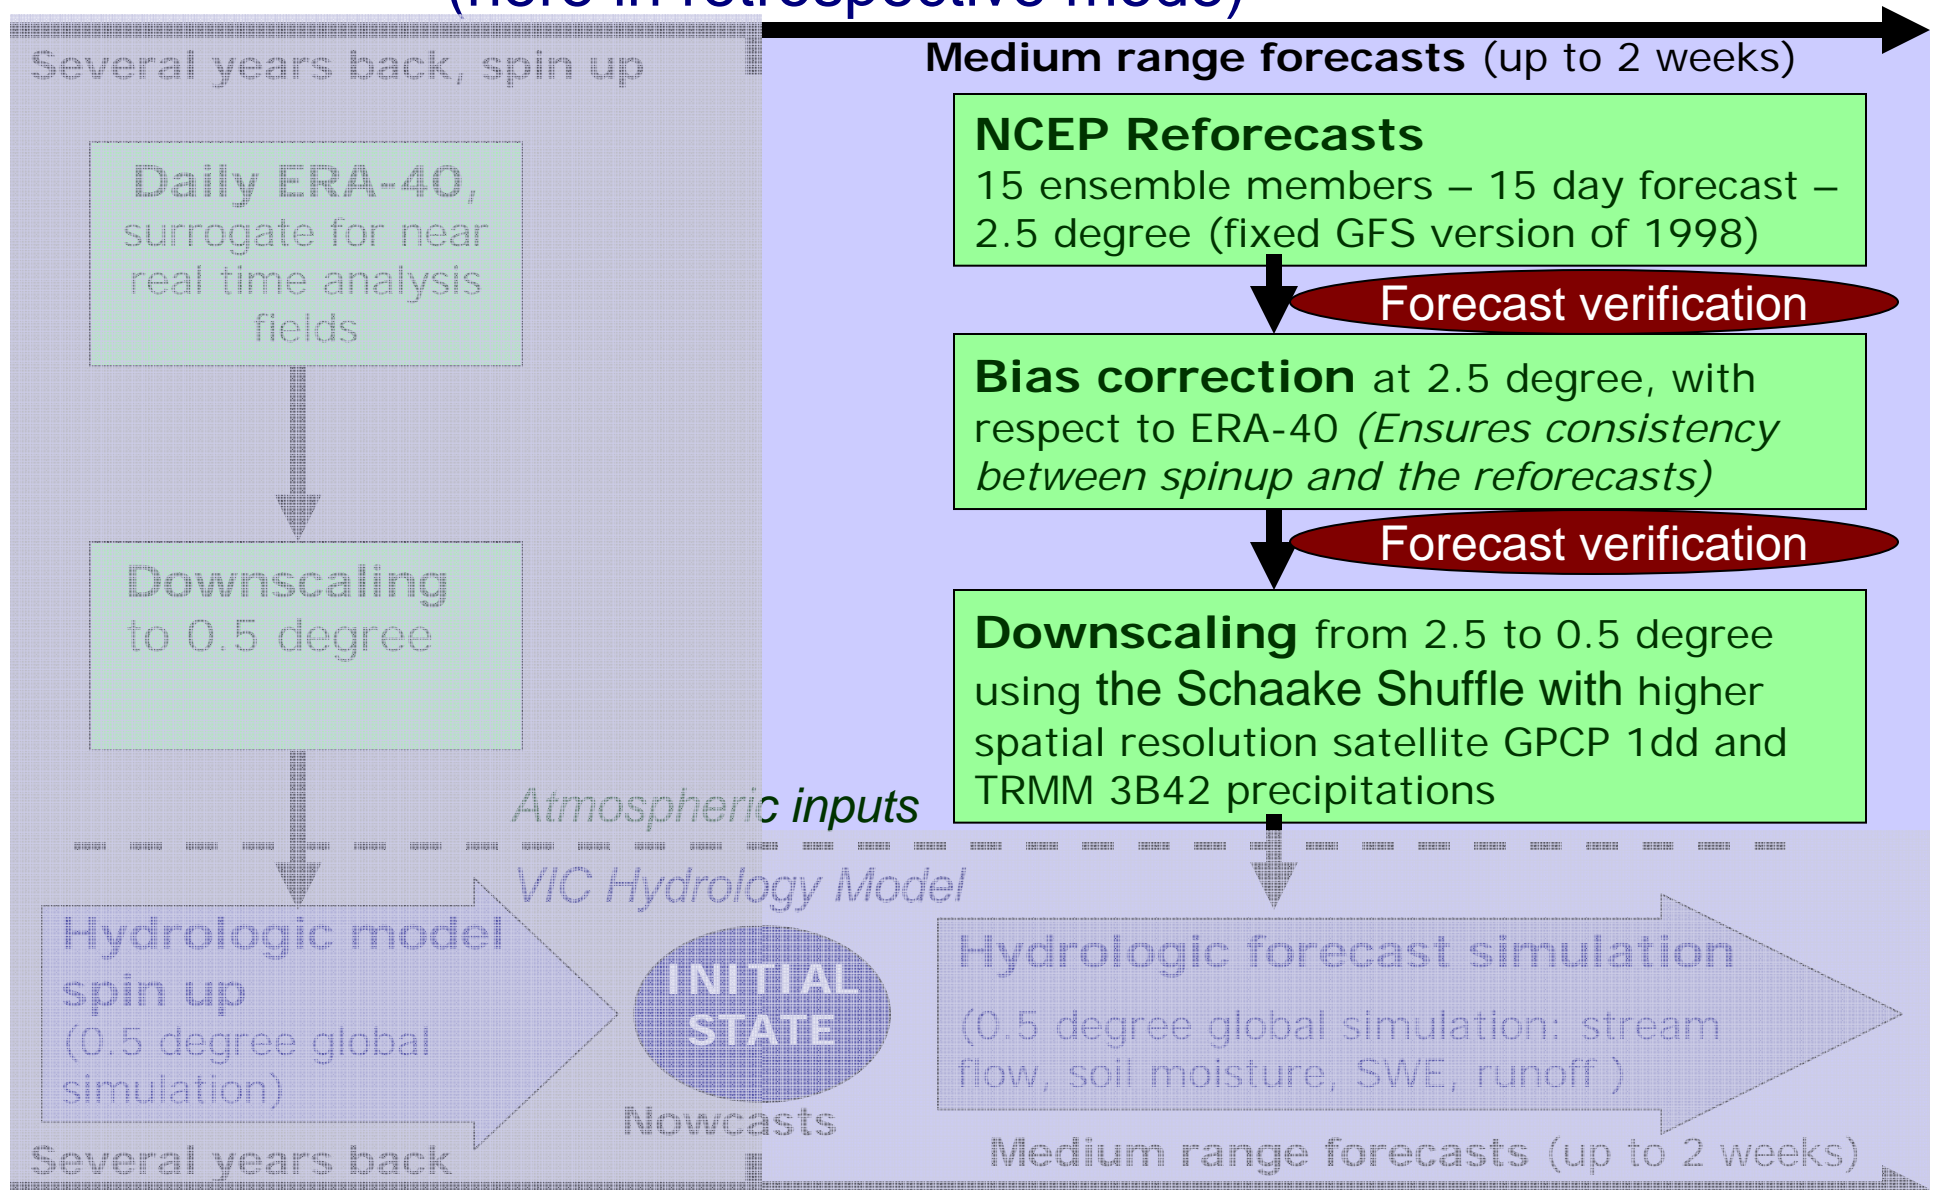 (here in retrospective mode)
Several years back, spin up
Medium range forecasts (up to 2 weeks)
Daily ERA-40,
surrogate for near
real time analysis
fields
Downscaling
to 0.5 degree
NCEP Reforecasts
15 ensemble members – 15 day forecast –
2.5 degree (fixed GFS version of 1998)
Forecast verification
Bias correction at 2.5 degree, with
respect to ERA-40 (Ensures consistency
between spinup and the reforecasts)
Forecast verification
Downscaling from 2.5 to 0.5 degree
using the Schaake Shuffle with higher
spatial resolution satellite GPCP 1dd and
TRMM 3B42 precipitations
Atmospheric inputs
VIC Hydrology Model
Hydrologic model
spin up
(0.5 degree global
simulation)
INITIAL
STATE
Nowcasts
Hydrologic forecast simulation
(0.5 degree global simulation: stream
flow, soil moisture, SWE, runoff )
Several years back
Medium range forecasts (up to 2 weeks)